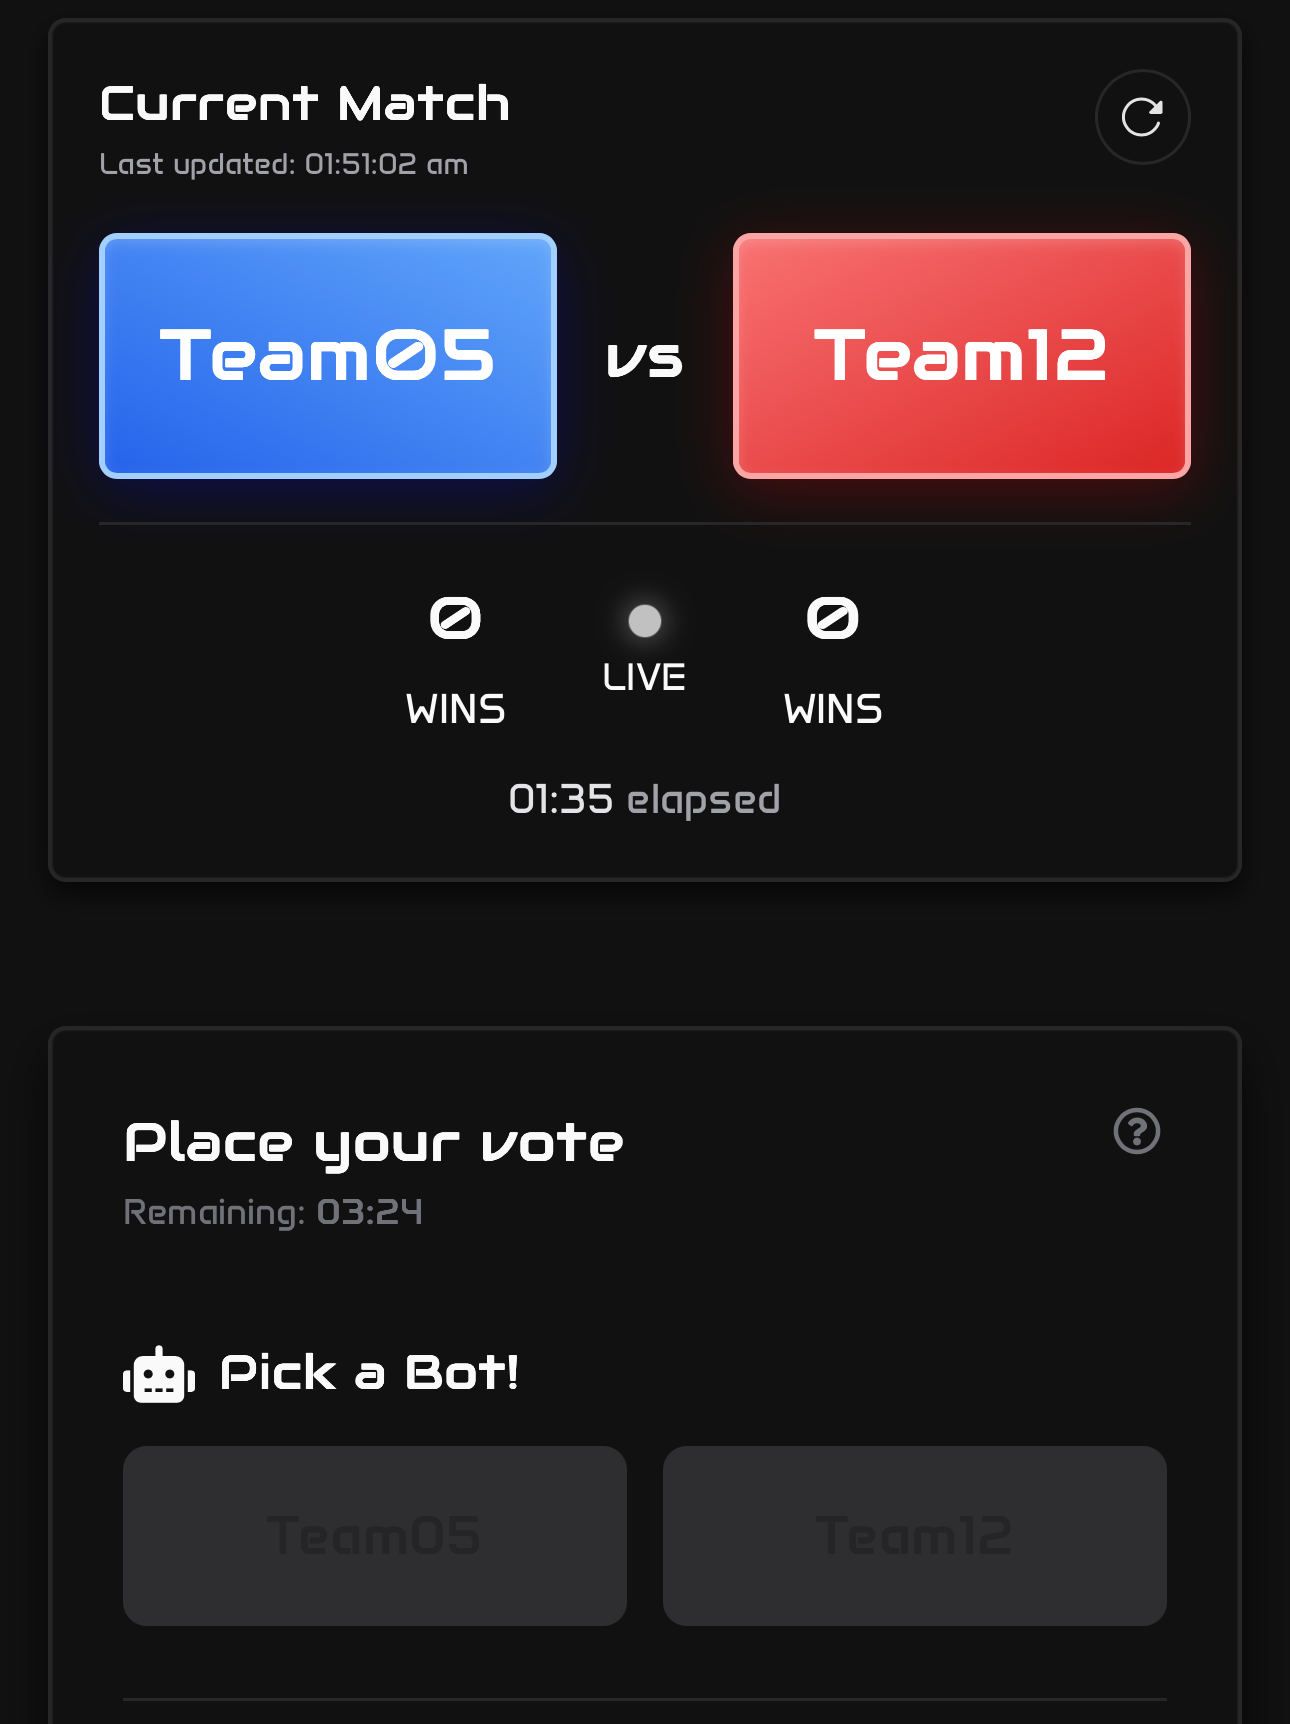 Current Match
Last updated: 01:51:02 am
Team05 vs Team12
0 LIVE 0
WINS WINS
01:35 elapsed
Place your vote
Remaining: 03:24
Pick a Bot!
Team05 Team12